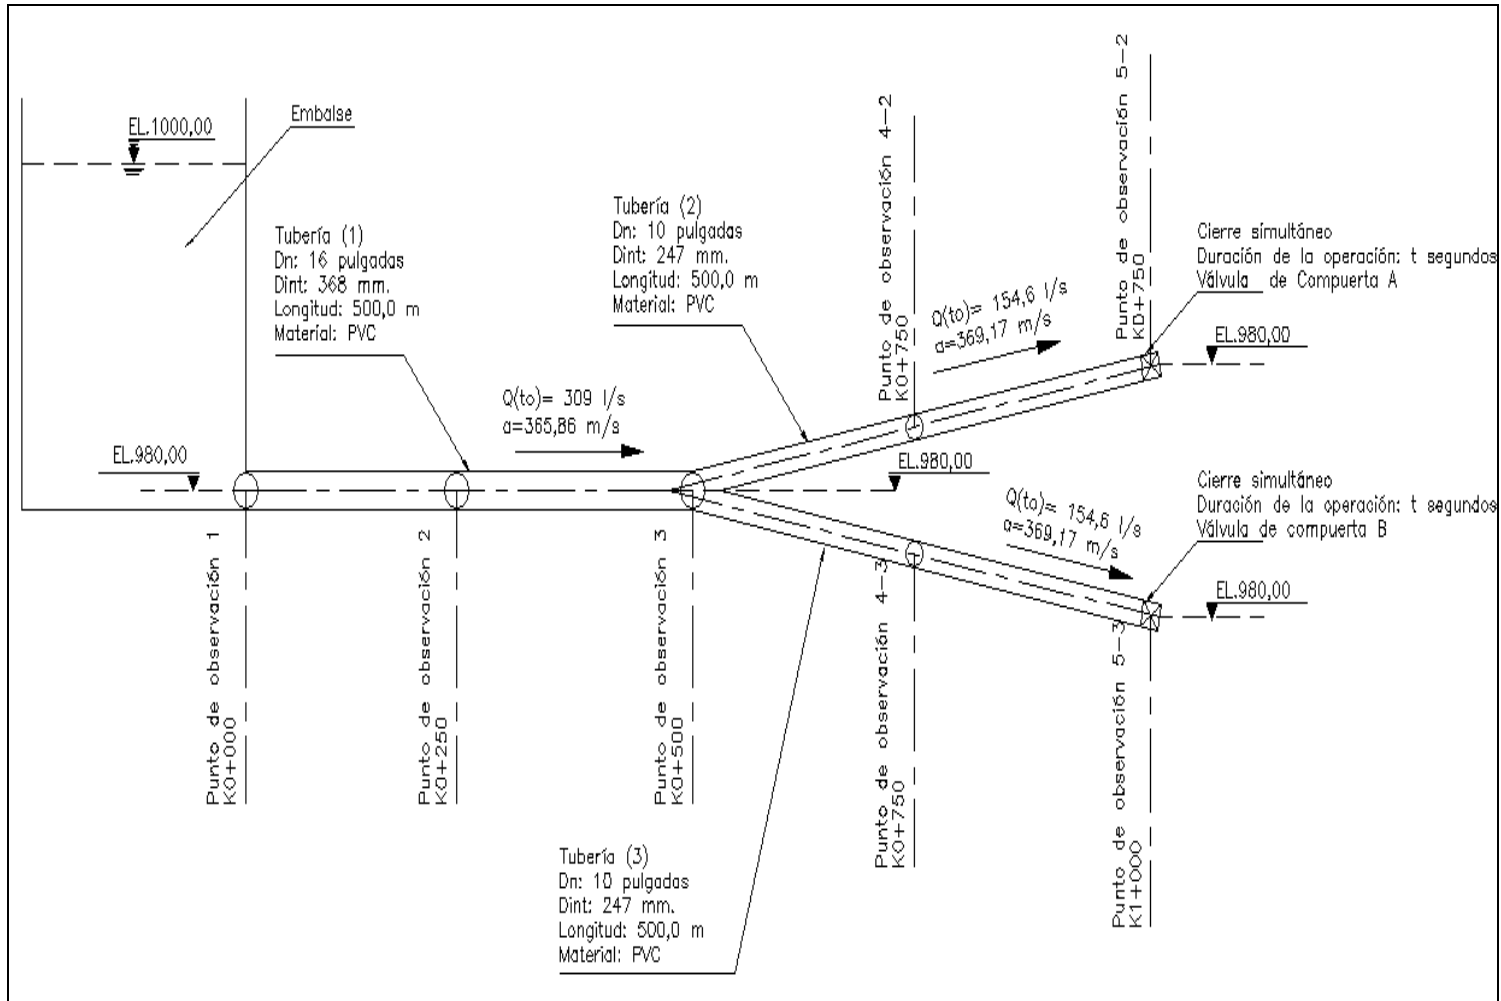 EL.1000,00
Embalse
Tubería (1)
Dn: 16 pulgadas
Dint: 368 mm.
Longitud: 500,0 m
Material: PVC
Tubería (2)
Dn: 10 pulgadas
Dint: 247 mm.
Longitud: 500,0 m
Material: PVC
Punto de observación 4-2
K0+750
Punto de observación 5-2
KD+750
Cierre simultáneo
Duración de la operación: t segundos
Válvula de Compuerta A
Q(to)= 154,6 l/s
a=369,17 m/s
EL.980,00
Q(to)= 309 l/s
a=365,86 m/s
EL.980,00
EL.980,00
Q(to)= 154,6 l/s
a=369,17 m/s
Cierre simultáneo
Duración de la operación: t segundos
Válvula de compuerta B
EL.980,00
Punto de observación 1
K0+000
Punto de observación 2
K0+250
Punto de observación 3
K0+500
Punto de observación 4-3
K0+750
Punto de observación 5-3
K1+000
Tubería (3)
Dn: 10 pulgadas
Dint: 247 mm.
Longitud: 500,0 m
Material: PVC